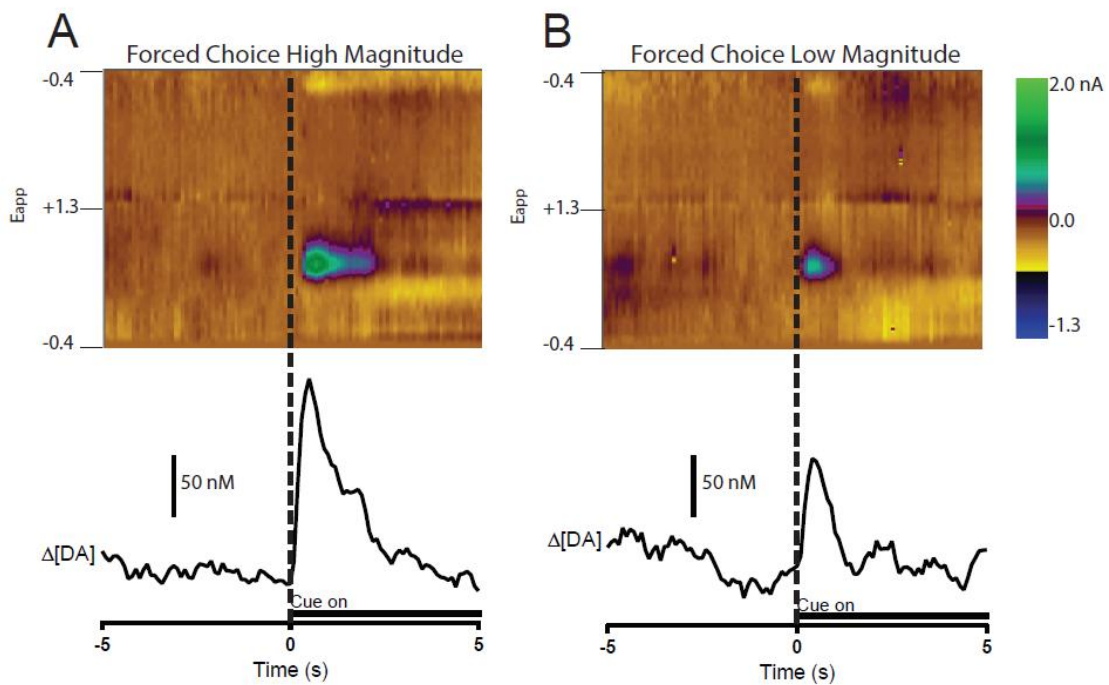 A
Forced Choice High Magnitude
-0.4
Eapp
+1.3
-0.4
50 nM
Δ[DA]
Cue on
-5
0
5
Time (s)
B
Forced Choice Low Magnitude
-0.4
Eapp
+1.3
-0.4
2.0 nA
0.0
-1.3
50 nM
Δ[DA]
Cue on
-5
0
5
Time (s)